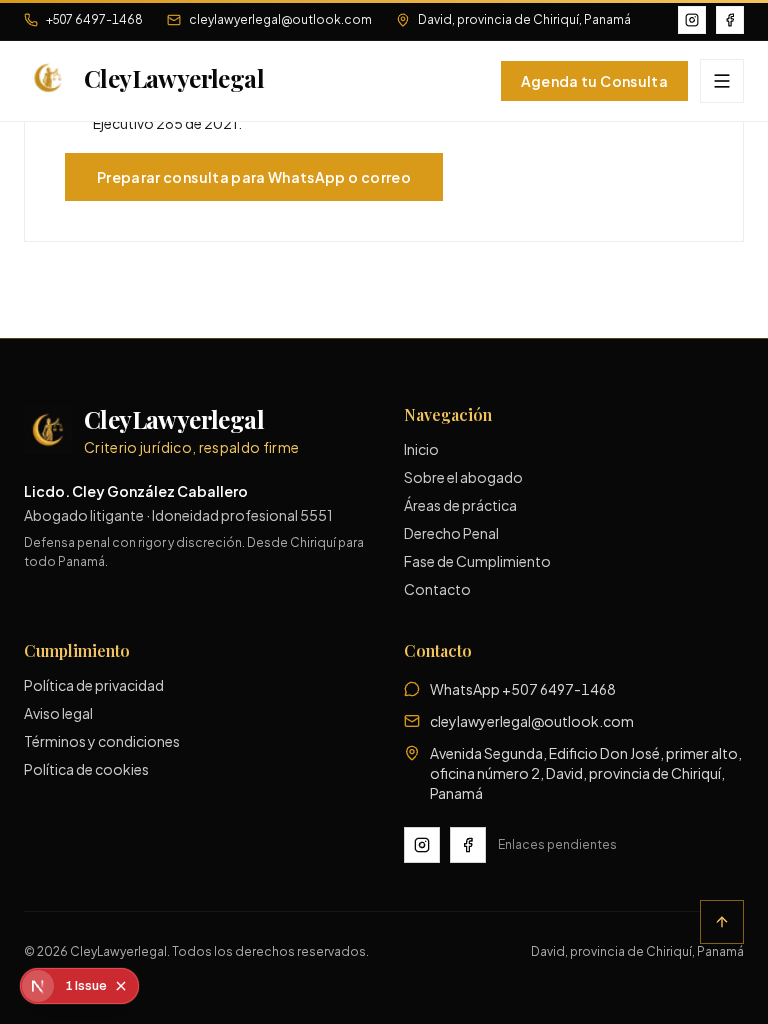 +507 6497-1468
cleylawyerlegal@outlook.com
David, provincia de Chiriquí, Panamá
CleyLawyerlegal
Agenda tu Consulta
Ejecutivo 285 de 2021.
Preparar consulta para WhatsApp o correo
CleyLawyerlegal
Criterio jurídico, respaldo firme
Licdo. Cley González Caballero
Abogado litigante · Idoneidad profesional 5551
Defensa penal con rigor y discreción. Desde Chiriquí para
todo Panamá.
Navegación
Inicio
Sobre el abogado
Áreas de práctica
Derecho Penal
Fase de Cumplimiento
Contacto
Cumplimiento
Política de privacidad
Aviso legal
Términos y condiciones
Política de cookies
Contacto
WhatsApp +507 6497-1468
cleylawyerlegal@outlook.com
Avenida Segunda, Edificio Don José, primer alto,
oficina número 2, David, provincia de Chiriquí,
Panamá
Enlaces pendientes
© 2026 CleyLawyerlegal. Todos los derechos reservados.
David, provincia de Chiriquí, Panamá
N
1 Issue